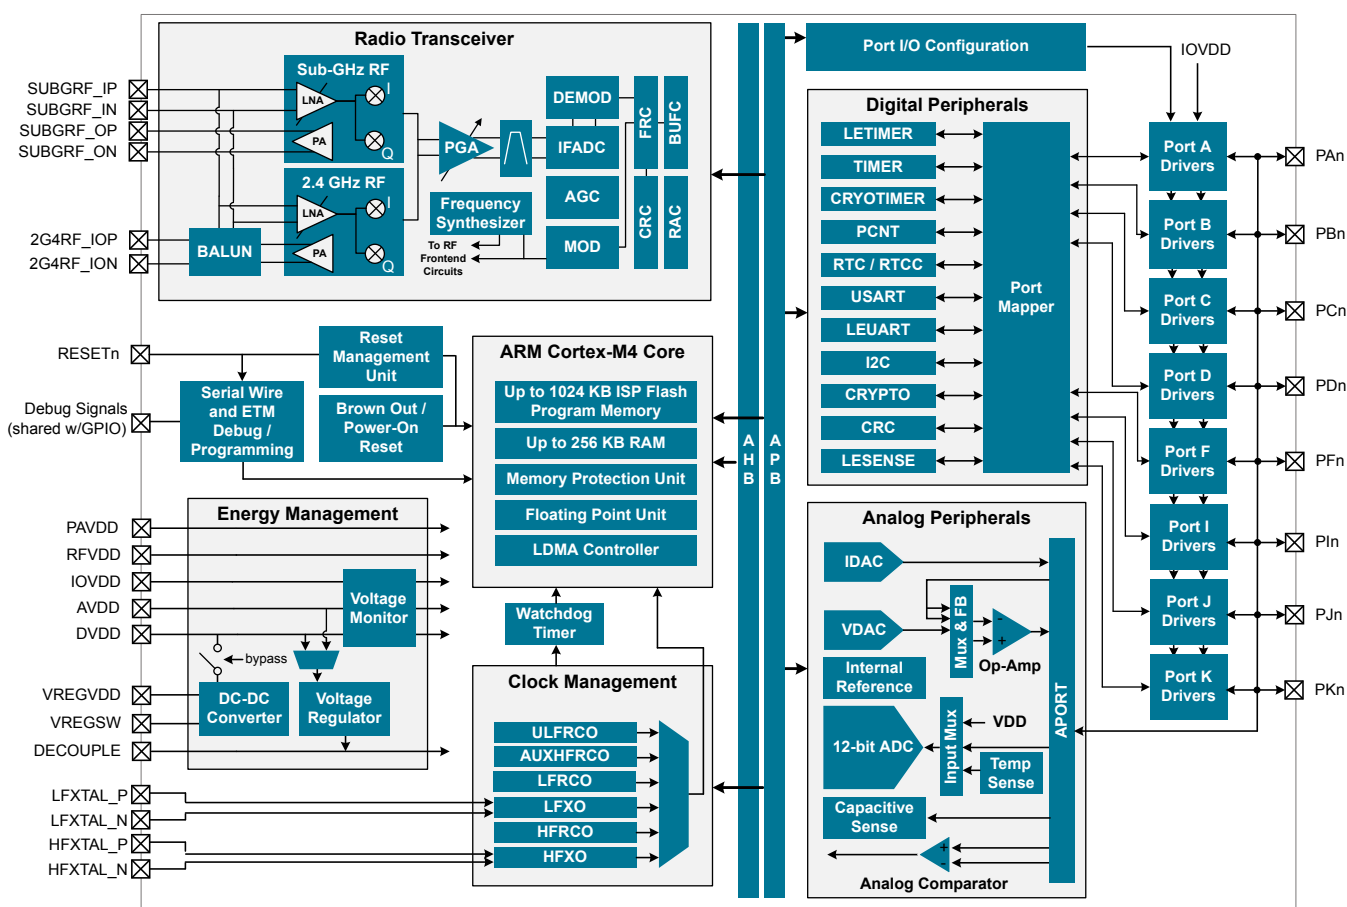 Radio Transceiver
SUBGRF_IP
SUBGRF_IN
SUBGRF_OP
SUBGRF_ON
2G4RF_IOP
2G4RF_ION
Sub-GHz RF
LNA
I
PA
Q
2.4 GHz RF
LNA
I
PA
Q
BALUN
PGA
Frequency
Synthesizer
To RF
Frontend
Circuits
DEMOD
IFADC
AGC
MOD
FRC
BUFC
CRC
RAC
RESETn
Debug Signals
(shared w/GPIO)
Reset
Management
Unit
Serial Wire
and ETM
Debug /
Programming
Brown Out /
Power-On
Reset
ARM Cortex-M4 Core
Up to 1024 KB ISP Flash
Program Memory
Up to 256 KB RAM
Memory Protection Unit
Floating Point Unit
LDMA Controller
Watchdog
Timer
Energy Management
PAVDD
RFVDD
IOVDD
AVDD
DVDD
VREGVDD
VREGSW
DECOUPLE
Voltage
Monitor
bypass
DC-DC
Converter
Voltage
Regulator
Clock Management
LFXTAL_P
LFXTAL_N
HFXTAL_P
HFXTAL_N
ULFRCO
AUXHFRCO
LFRCO
LFXO
HFRCO
HFXO
A
H
B
A
P
B
Port I/O Configuration
IOVDD
Digital Peripherals
LETIMER
TIMER
CRYOTIMER
PCNT
RTC / RTCC
USART
LEUART
I2C
CRYPTO
CRC
LESENSE
Port
Mapper
Port A
Drivers
Port B
Drivers
Port C
Drivers
Port D
Drivers
Port F
Drivers
Port I
Drivers
Port J
Drivers
Port K
Drivers
PAn
PBn
PCn
PDn
PFn
PIn
PJn
PKn
Analog Peripherals
IDAC
VDAC
Mux & FB
-
+
Op-Amp
Internal
Reference
12-bit ADC
Input Mux
VDD
Temp
Sense
Capacitive
Sense
+
-
Analog Comparator
APORT